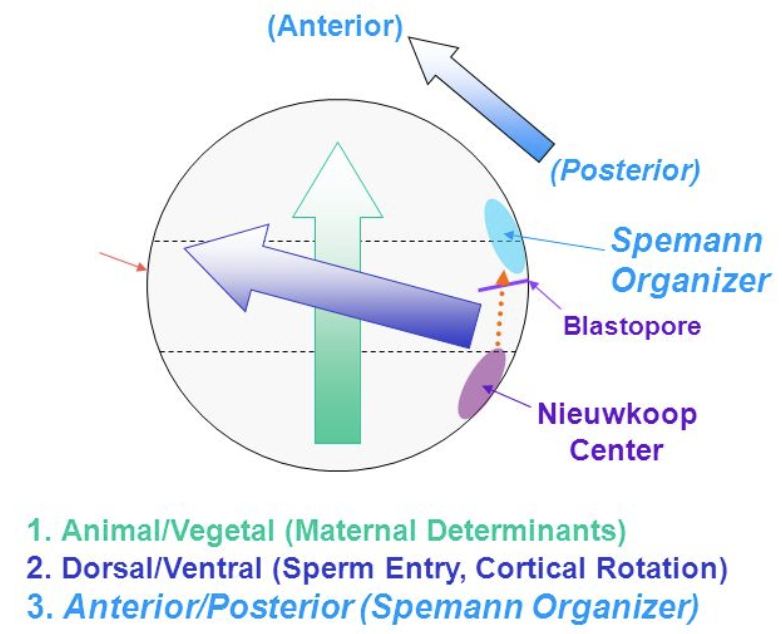 (Anterior)
(Posterior)
Spemann
Organizer
Blastopore
Nieuwkoop
Center
1. Animal/Vegetal (Maternal Determinants)
2. Dorsal/Ventral (Sperm Entry, Cortical Rotation)
3. Anterior/Posterior (Spemann Organizer)